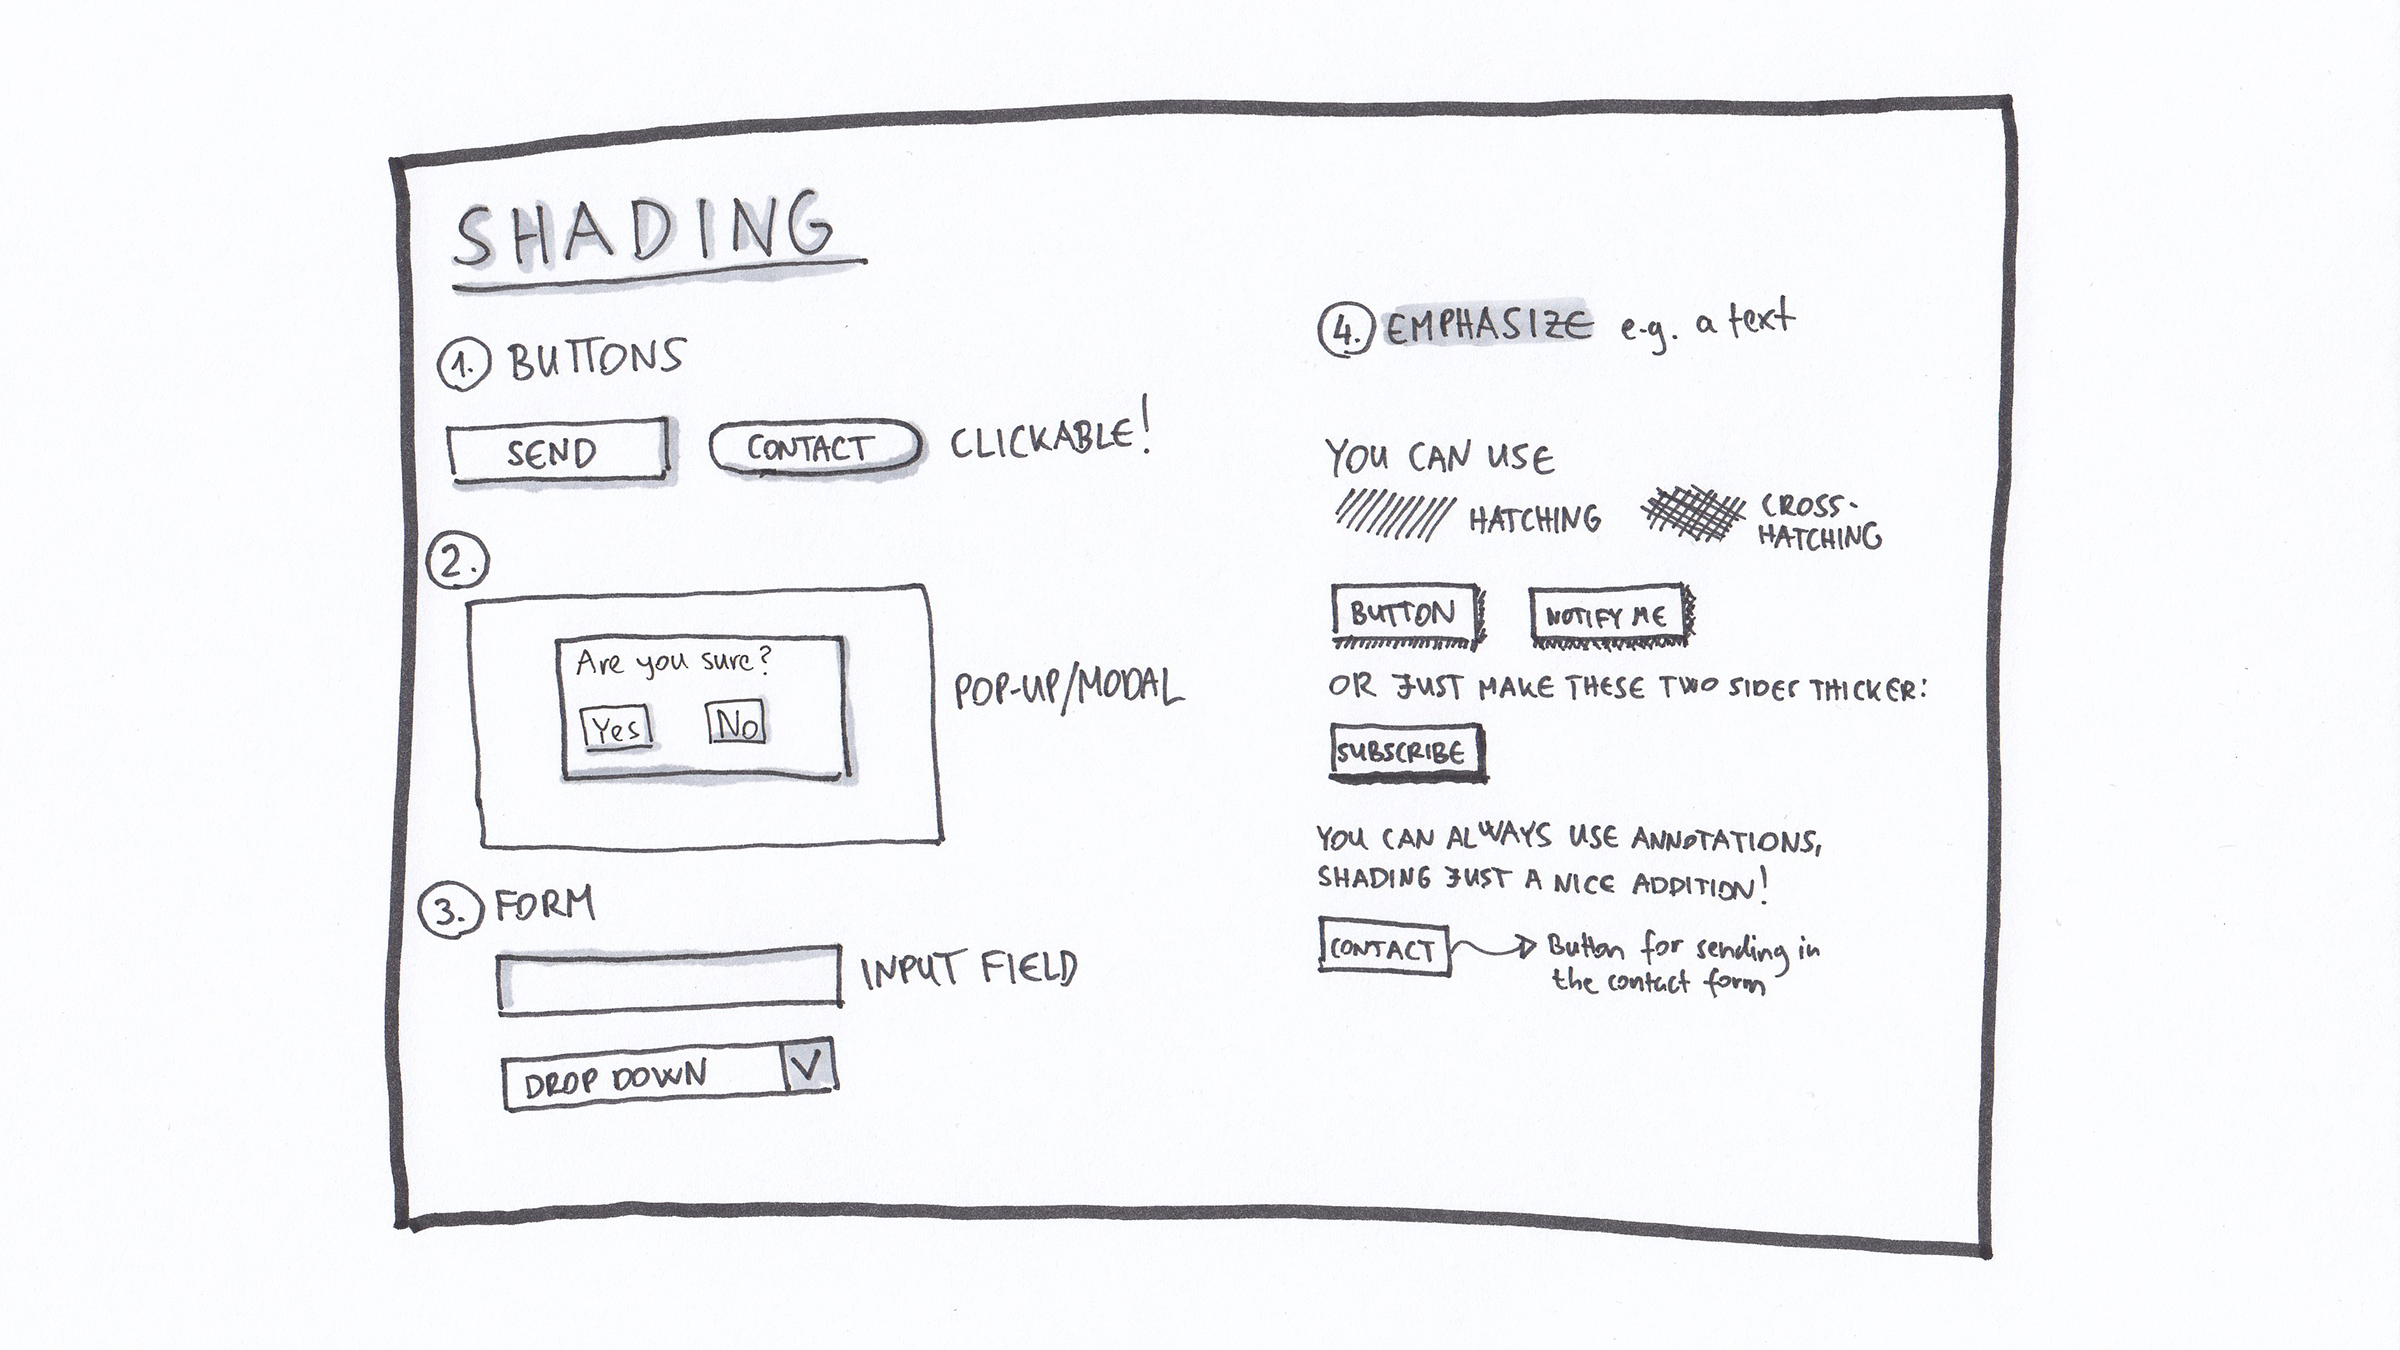 SHADING
1. BUTTONS
SEND
CONTACT
CLICKABLE!
2.
Are you sure?
Yes
No
POP-UP/MODAL
3. FORM
INPUT FIELD
DROP DOWN
V
4. EMPHASIZE e.g. a text
YOU CAN USE
HATCHING
CROSS-
HATCHING
BUTTON
NOTIFY ME
OR JUST MAKE THESE TWO SIDES THICKER:
SUBSCRIBE
YOU CAN ALWAYS USE ANNOTATIONS,
SHADING JUST A NICE ADDITION!
CONTACT
Button for sending in
the contact form